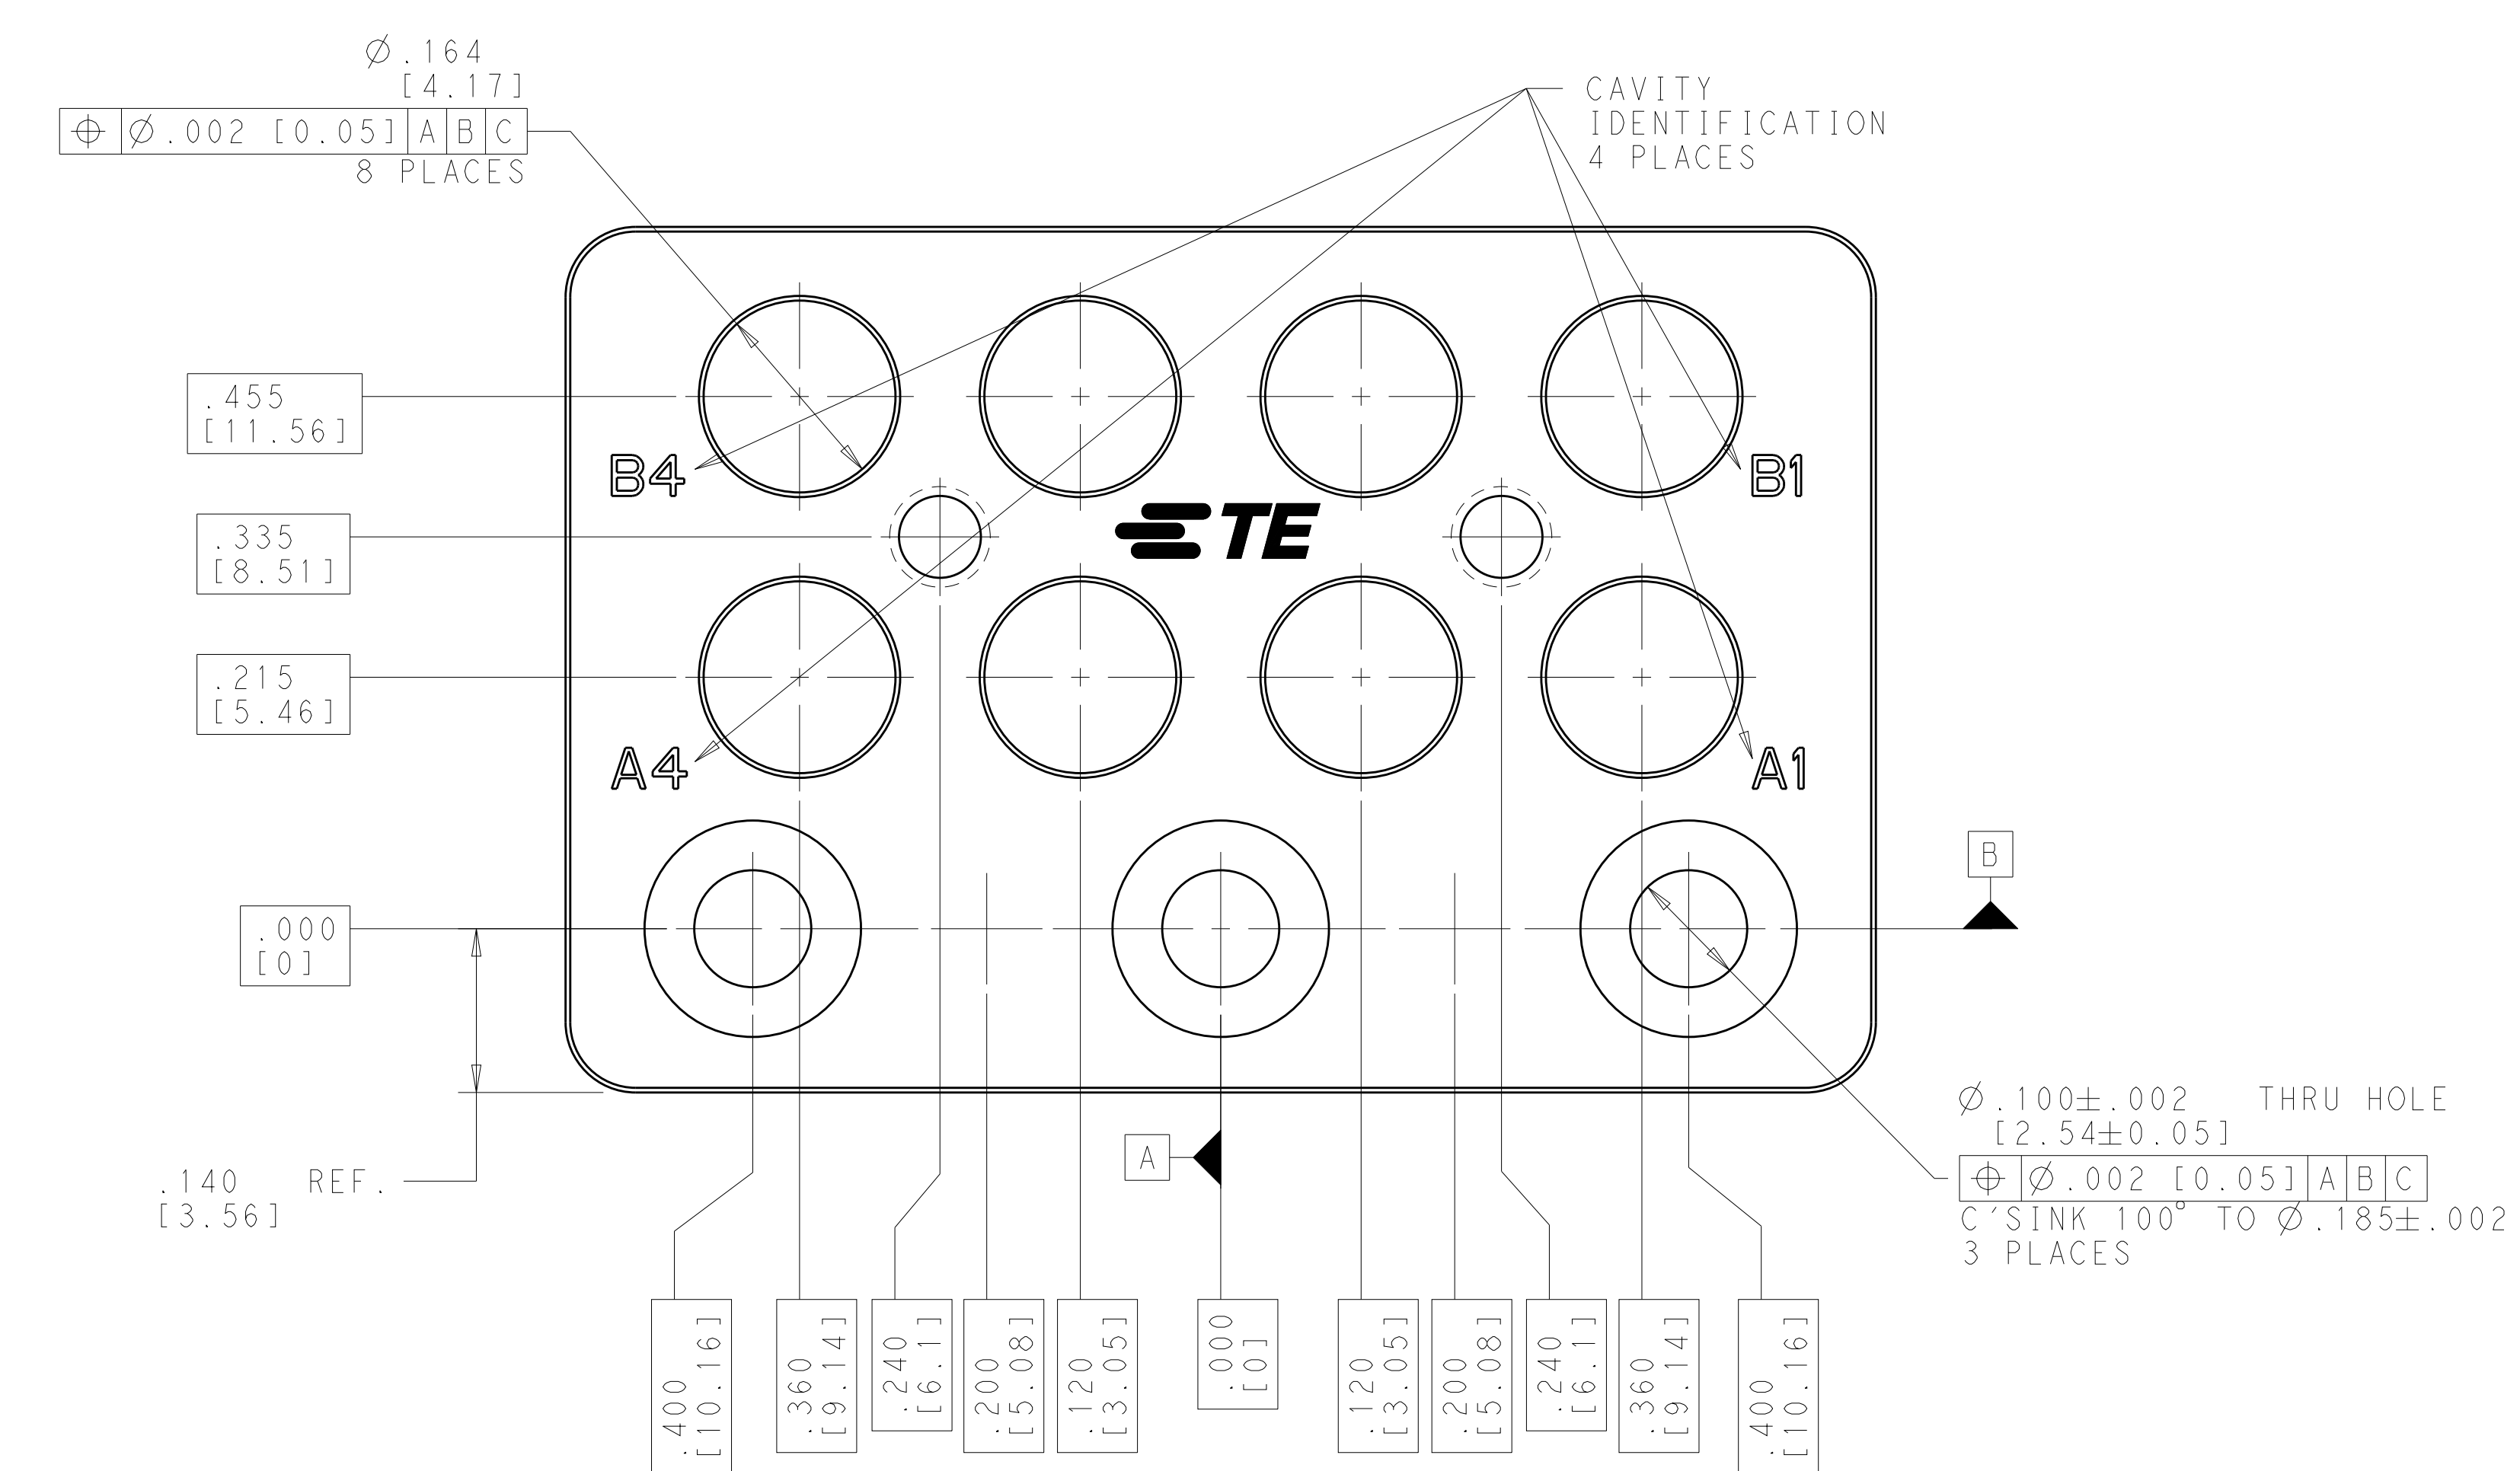 ⌀.164
[4.17]
⌖ ⌀.002 [0.05] A B C
8 PLACES
CAVITY
IDENTIFICATION
4 PLACES
.455
[11.56]
B4
B1
TE
.335
[8.51]
.215
[5.46]
A4
A1
B
.000
[0]
⌀.100±.002 THRU HOLE
[2.54±0.05]
⌖ ⌀.002 [0.05] A B C
C'SINK 100° TO ⌀.185±.002
3 PLACES
A
.140 REF.
[3.56]
.400
[10.16]
.360
[9.14]
.240
[6.1]
.200
[5.08]
.120
[3.05]
.000
[0]
.120
[3.05]
.200
[5.08]
.240
[6.1]
.360
[9.14]
.400
[10.16]